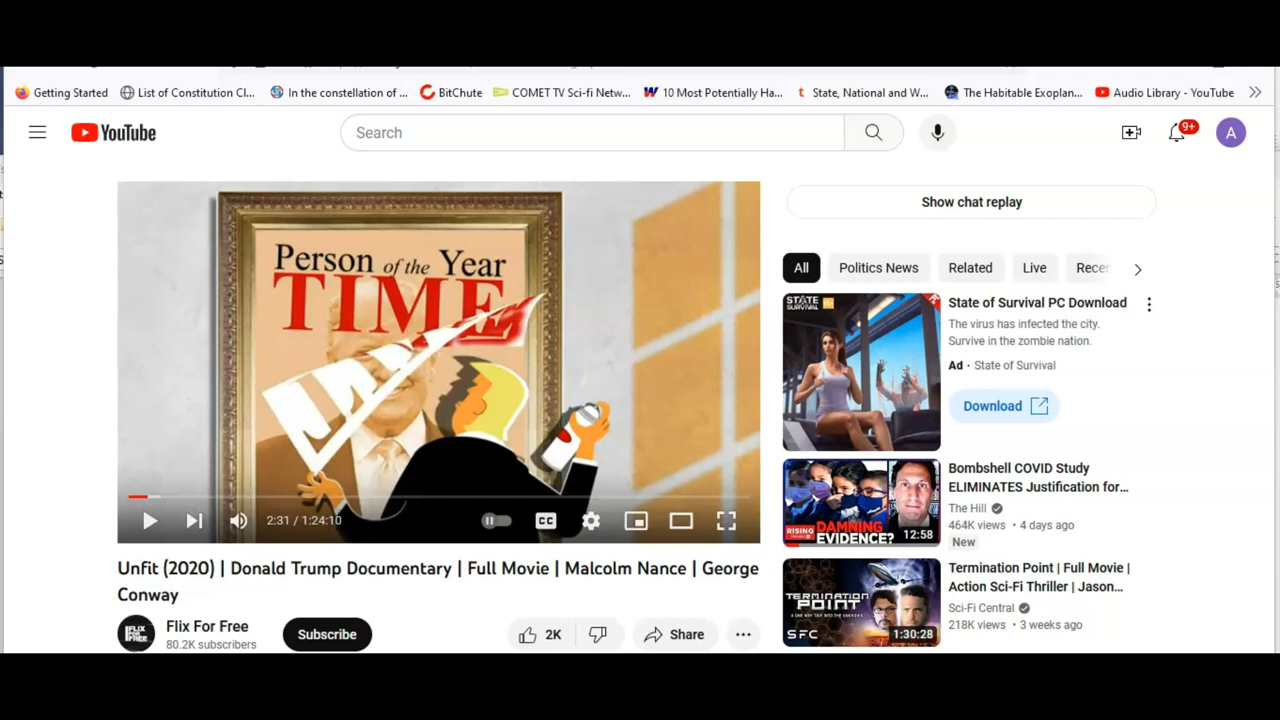 Getting Started
List of Constitution Cl...
In the constellation of ...
BitChute
COMET TV Sci-fi Netw...
10 Most Potentially Ha...
State, National and W...
The Habitable Exoplan...
Audio Library - YouTube
YouTube
Search
9+
A
Person of the Year
TIME
2:31 / 1:24:10
CC
Unfit (2020) | Donald Trump Documentary | Full Movie | Malcolm Nance | George
Conway
FLIX
FOR
FREE
Flix For Free
80.2K subscribers
Subscribe
2K
Share
Show chat replay
All
Politics News
Related
Live
Recen
STATE
SURVIVAL
State of Survival PC Download
The virus has infected the city.
Survive in the zombie nation.
Ad · State of Survival
Download
RISING
DAMNING
EVIDENCE?
12:58
Bombshell COVID Study
ELIMINATES Justification for...
The Hill
464K views · 4 days ago
New
TERMINATION
POINT
SFC
1:30:28
Termination Point | Full Movie |
Action Sci-Fi Thriller | Jason...
Sci-Fi Central
218K views · 3 weeks ago